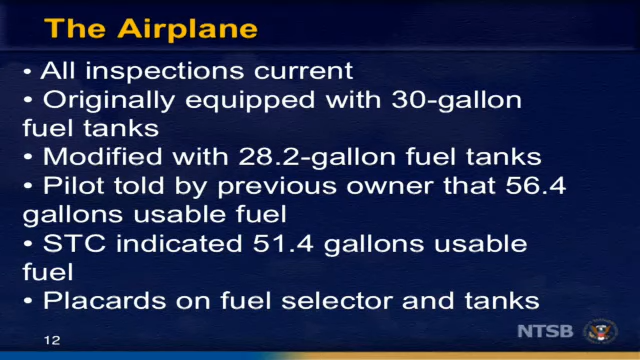 The Airplane
• All inspections current
• Originally equipped with 30-gallon
fuel tanks
• Modified with 28.2-gallon fuel tanks
• Pilot told by previous owner that 56.4
gallons usable fuel
• STC indicated 51.4 gallons usable
fuel
• Placards on fuel selector and tanks
12
NTSB